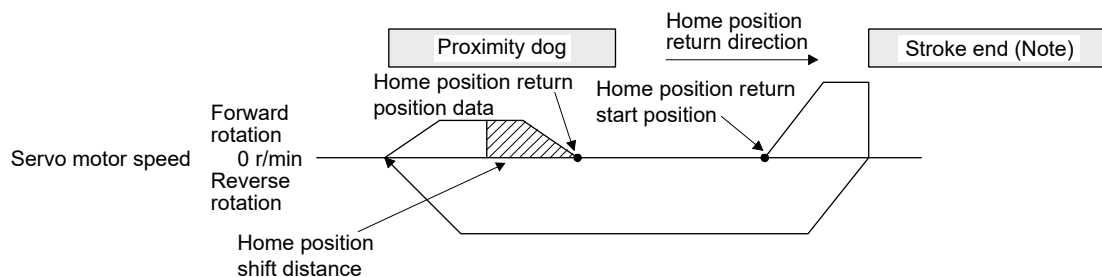 Proximity dog
Home position
return direction
Stroke end (Note)
Home position return
position data
Home position return
start position
Forward
rotation
Servo motor speed
0 r/min
Reverse
rotation
Home position
shift distance